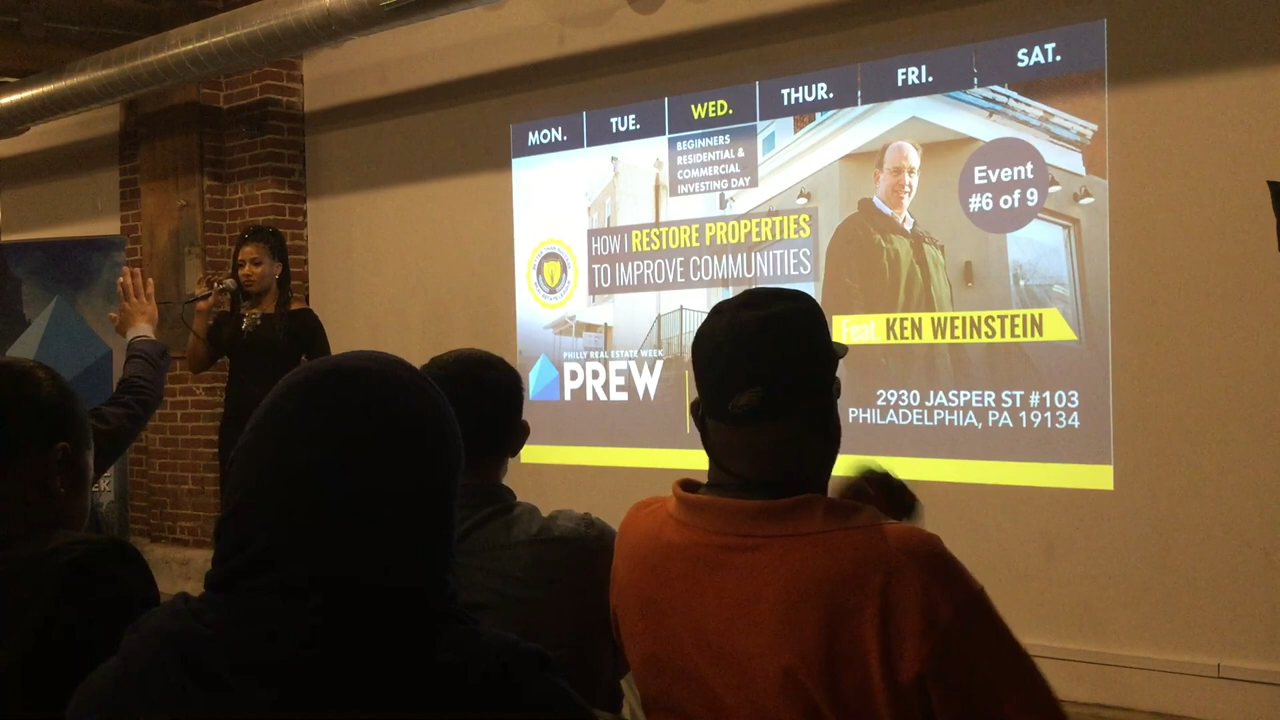 MON.
TUE.
WED.
THUR.
FRI.
SAT.
BEGINNERS
RESIDENTIAL &
COMMERCIAL
INVESTING DAY
Event
#6 of 9
HOW I RESTORE PROPERTIES
TO IMPROVE COMMUNITIES
Feat. KEN WEINSTEIN
PHILLY REAL ESTATE WEEK
PREW
2930 JASPER ST #103
PHILADELPHIA, PA 19134